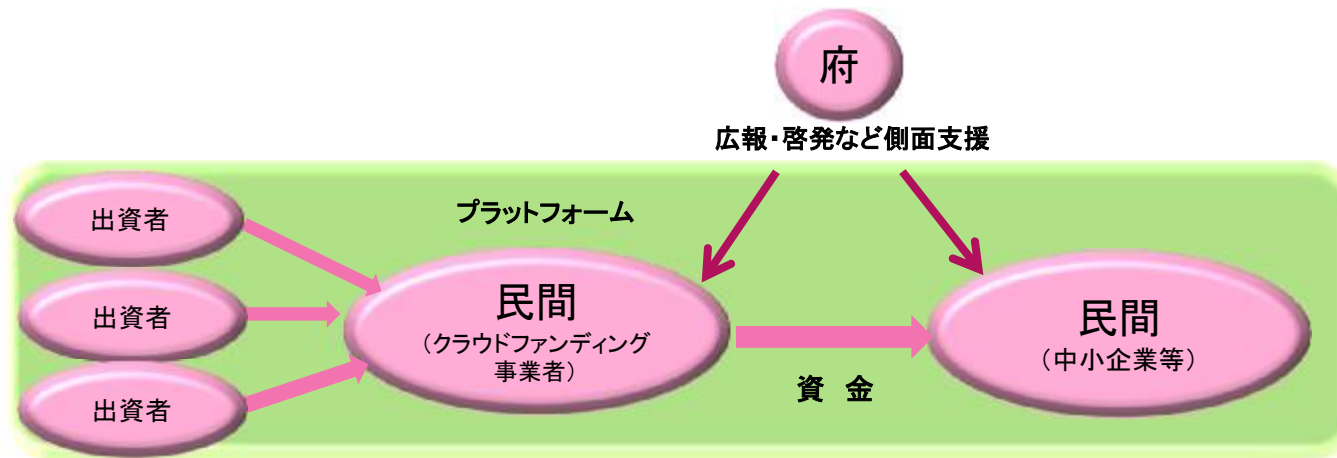 府
広報・啓発など側面支援
プラットフォーム
出資者
出資者
出資者
民間
（クラウドファンディング
事業者）
資　金
民間
（中小企業等）